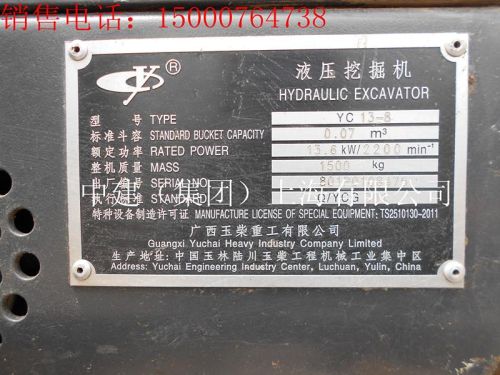 销售电话：15000764738
®
液压挖掘机
HYDRAULIC EXCAVATOR
型 号 TYPE YC 13-8
标准斗容 STANDARD BUCKET CAPACITY 0.07 m³
额定功率 RATED POWER 13.6 kW/2200 min⁻¹
整机质量 MASS 1500 kg
SERIAL NO
中建（集团）上海有限公司
执行标准 STANDARD Q/YCG
特种设备制造许可证 MANUFACTURE LICENSE OF SPECIAL EQUIPMENT: TS2510130-2011
广西玉柴重工有限公司
Guangxi Yuchai Heavy Industry Company Limited
生产地址：中国玉林陆川玉柴工程机械工业集中区
Address: Yuchai Engineering Industry Center, Luchuan, Yulin, China